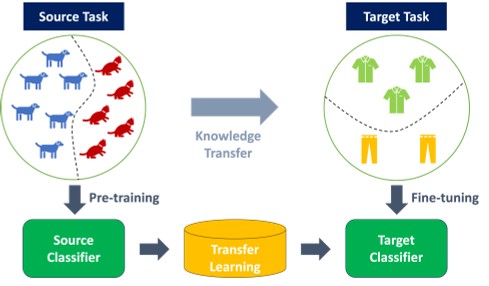 Source Task
Target Task
Knowledge
Transfer
Pre-training
Fine-tuning
Source
Classifier
Transfer
Learning
Target
Classifier